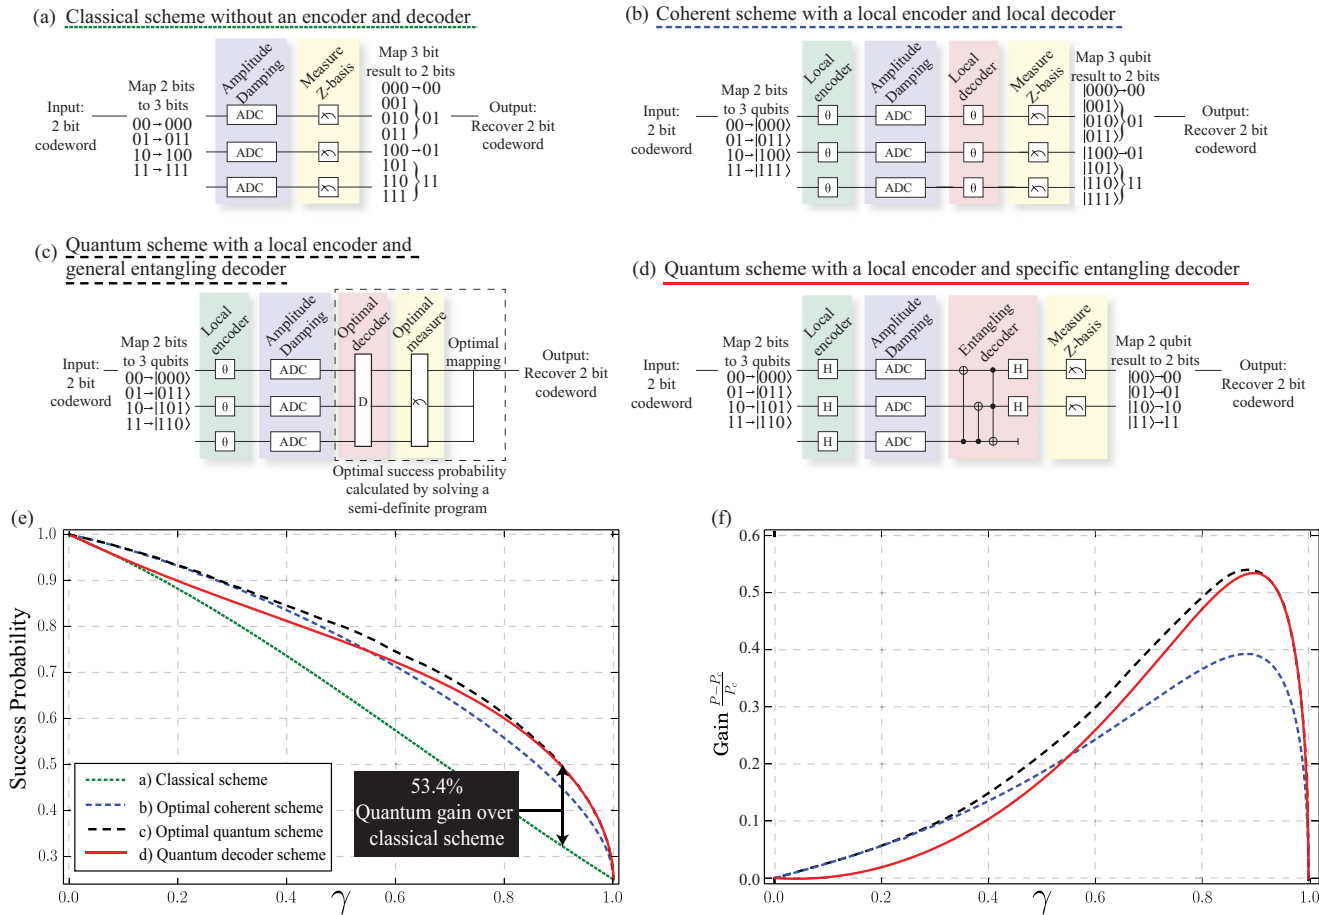 (a) Classical scheme without an encoder and decoder
Amplitude
Damping
Measure
Z-basis
Map 2 bits
to 3 bits
00→000
01→011
10→100
11→111
Input:
2 bit
codeword
ADC
ADC
ADC
Map 3 bit
result to 2 bits
000→00
001
010
011
}01
100→01
101
110
111
}11
Output:
Recover 2 bit
codeword
(b) Coherent scheme with a local encoder and local decoder
Local
encoder
Amplitude
Damping
Local
decoder
Measure
Z-basis
Input:
2 bit
codeword
Map 2 bits
to 3 qubits
00→|000⟩
01→|011⟩
10→|100⟩
11→|111⟩
θ ADC θ
θ ADC θ
θ ADC θ
Map 3 qubit
result to 2 bits
|000⟩→00
|001⟩
|010⟩
|011⟩
}01
|100⟩→01
|101⟩
|110⟩
|111⟩
}11
Output:
Recover 2 bit
codeword
(c) Quantum scheme with a local encoder and
general entangling decoder
Local
encoder
Amplitude
Damping
Optimal
decoder
Optimal
measure
Input:
2 bit
codeword
Map 2 bits
to 3 qubits
00→|000⟩
01→|011⟩
10→|101⟩
11→|110⟩
θ ADC
θ ADC D
θ ADC
Optimal
mapping
Output:
Recover 2 bit
codeword
Optimal success probability
calculated by solving a
semi-definite program
(d) Quantum scheme with a local encoder and specific entangling decoder
Local
encoder
Amplitude
Damping
Entangling
decoder
Measure
Z-basis
Input:
2 bit
codeword
Map 2 bits
to 3 qubits
00→|000⟩
01→|011⟩
10→|101⟩
11→|110⟩
H ADC H
H ADC H
H ADC
Map 2 qubit
result to 2 bits
|00⟩→00
|01⟩→01
|10⟩→10
|11⟩→11
Output:
Recover 2 bit
codeword
(e)
Success Probability
1.0
0.9
0.8
0.7
0.6
0.5
0.4
0.3
a) Classical scheme
b) Optimal coherent scheme
c) Optimal quantum scheme
d) Quantum decoder scheme
53.4%
Quantum gain over
classical scheme
0.0 0.2 0.4 0.6 0.8 1.0
γ
(f)
Gain (P−P_c)/P_c
0.6
0.5
0.4
0.3
0.2
0.1
0.0
0.0 0.2 0.4 0.6 0.8 1.0
γ